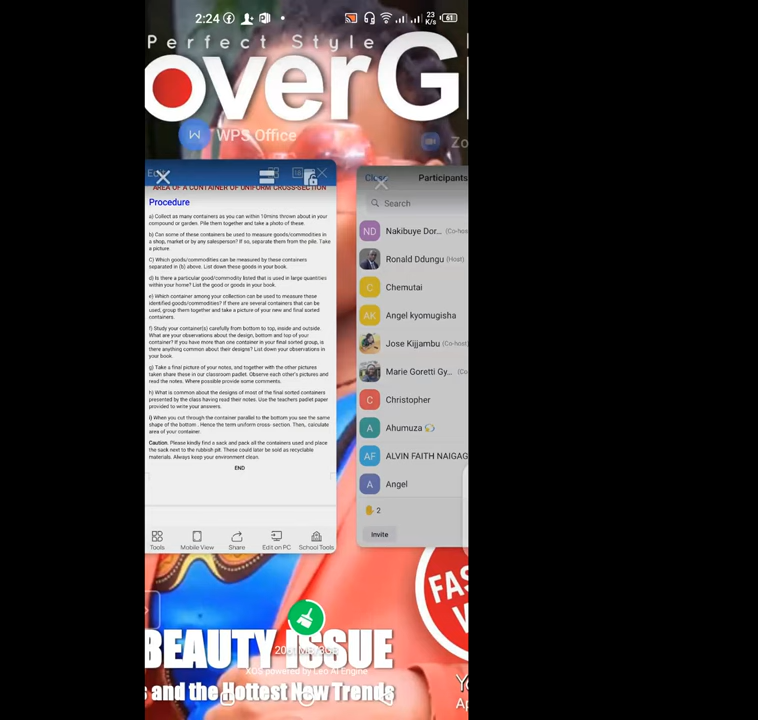 2:24
23
K/s
61
Perfect Style
overG
WPS Office
Zo
AREA OF A CONTAINER OF UNIFORM CROSS-SECTION
Procedure
a) Collect as many containers as you can within 10mins thrown about in your
compound or garden. Pile them together and take a photo of these.
b) Can some of these containers be used to measure goods/commodities in
a shop, market or by any salesperson? If so, separate them from the pile. Take
a picture
C) Which goods/commodities can be measured by these containers
separated in (b) above. List down these goods in your book.
d) Is there a particular good/commodity listed that is used in large quantities
within your home? List the good or goods in your book.
e) Which container among your collection can be used to measure these
identified goods/commodities? If there are several containers that can be
used, group them together and take a picture of your new and final sorted
containers.
f) Study your container(s) carefully from bottom to top, inside and outside.
What are your observations about the design, bottom and top of your
container? If you have more than one container in your final sorted group, is
there anything common about their designs? List down your observations in
your book.
g) Take a final picture of your notes, and together with the other pictures
taken share these in our classroom padlet. Observe each other's pictures and
read the notes. Where possible provide some comments.
h) What is common about the designs of most of the final sorted containers
presented by the class having read their notes. Use the teachers padlet paper
provided to write your answers.
i) When you cut through the container parallel to the bottom you see the same
shape of the bottom . Hence the term uniform cross- section. Then, calculate
area of your container.
Caution: Please kindly find a sack and pack all the containers used and place
the sack next to the rubbish pit. These could later be sold as recyclable
materials. Always keep your environment clean.
END
Tools
Mobile View
Share
Edit on PC
School Tools
Close
Participants
Search
ND
Nakibuye Dor... (Co-hos
Ronald Ddungu (Host)
Chemutai
AK
Angel kyomugisha
Jose Kijjambu (Co-host
Marie Goretti Gy... (Co-
C
Christopher
A
Ahumuza
AF
ALVIN FAITH NAIGAG
A
Angel
2
Invite
FAS
BEAUTY ISSUE
XOS powered by Leo AI Engine
s and the Hottest New Trends
Yo
Ap